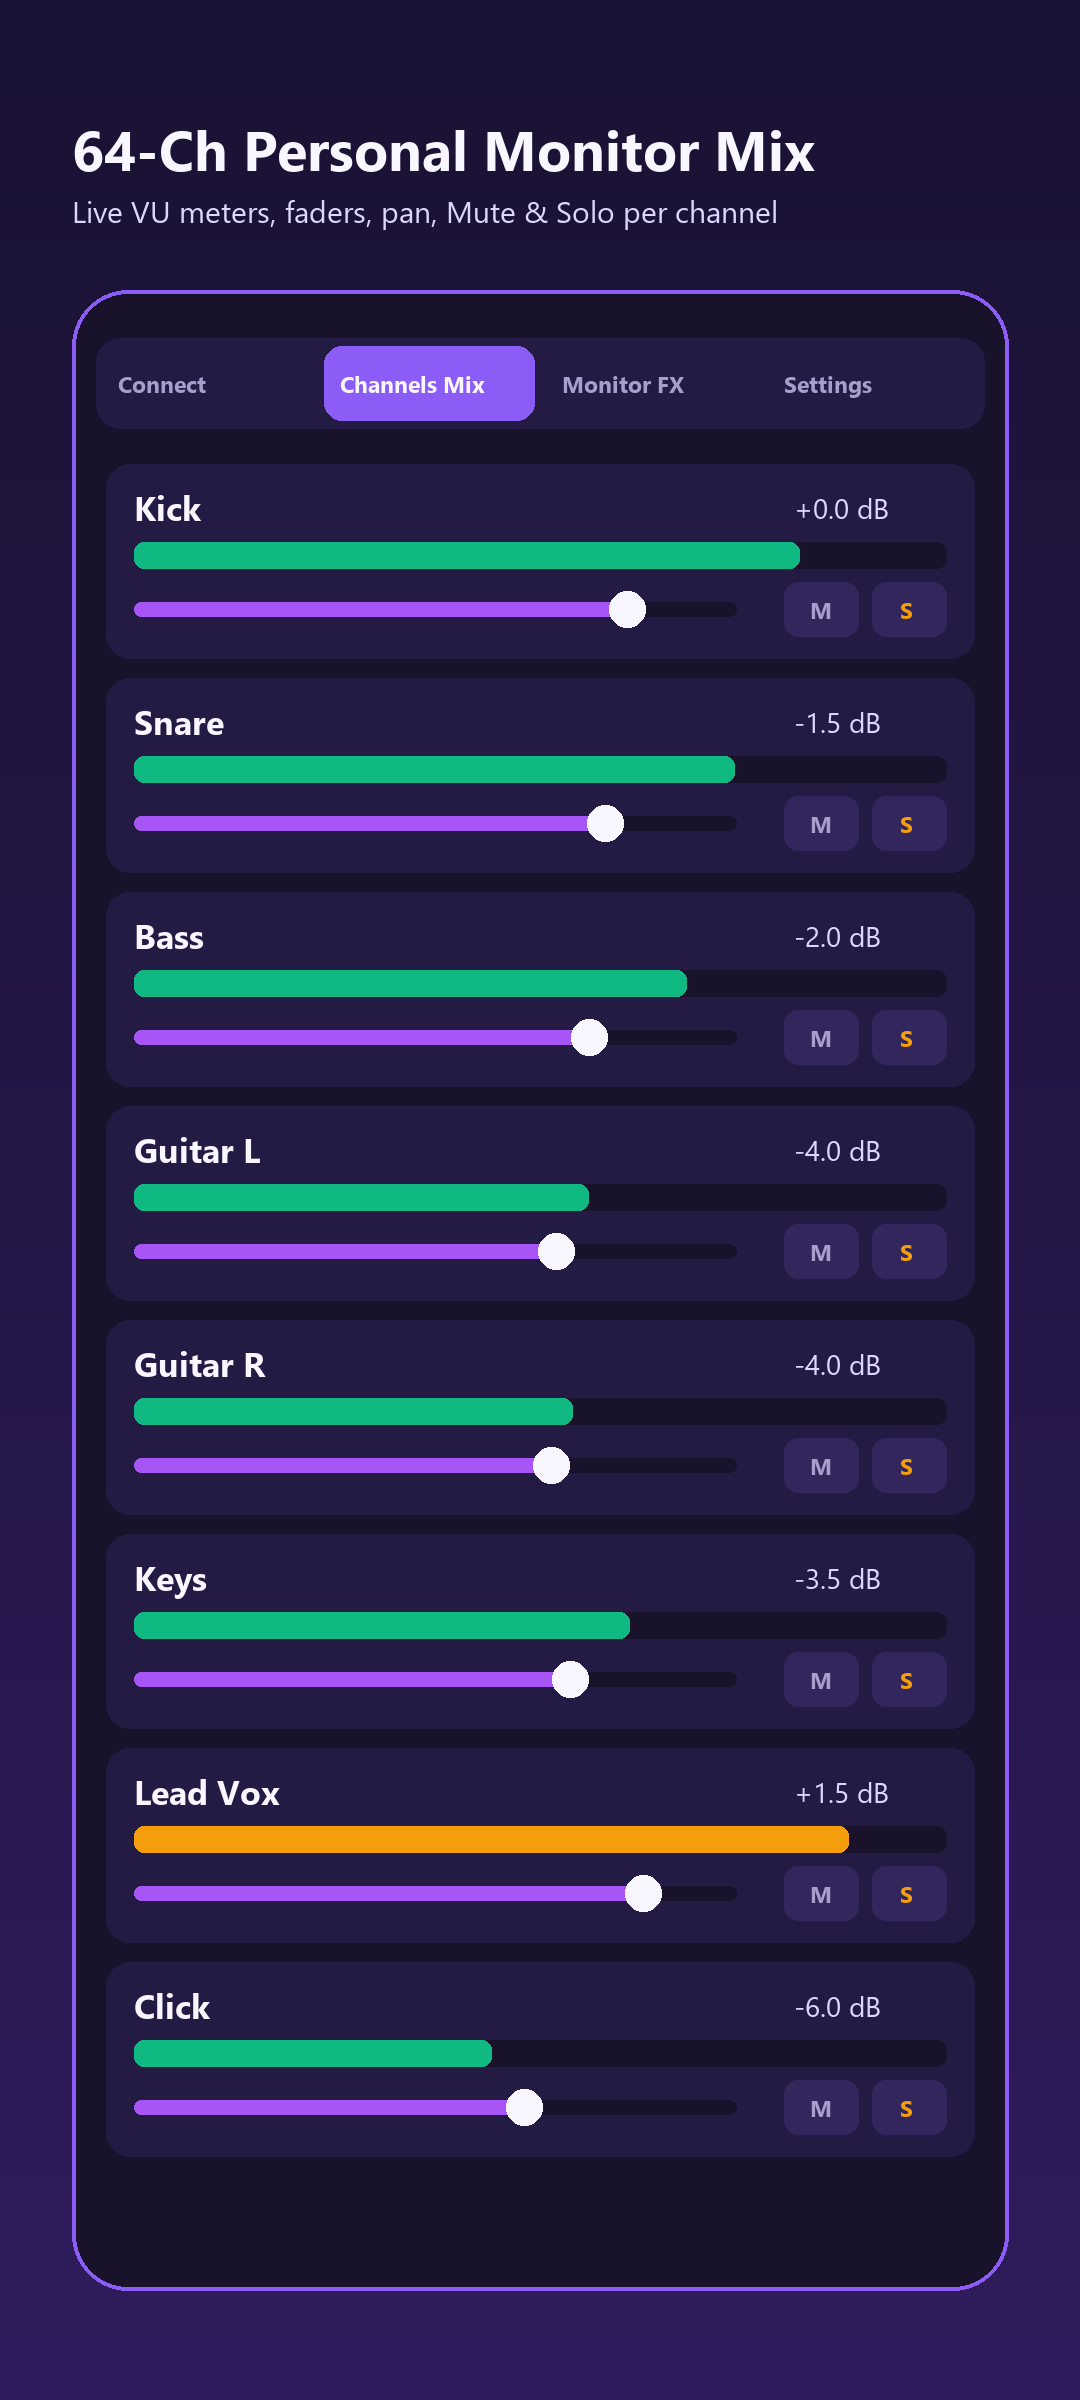 64-Ch Personal Monitor Mix
Live VU meters, faders, pan, Mute & Solo per channel
Connect Channels Mix Monitor FX Settings
Kick +0.0 dB
M S
Snare -1.5 dB
M S
Bass -2.0 dB
M S
Guitar L -4.0 dB
M S
Guitar R -4.0 dB
M S
Keys -3.5 dB
M S
Lead Vox +1.5 dB
M S
Click -6.0 dB
M S